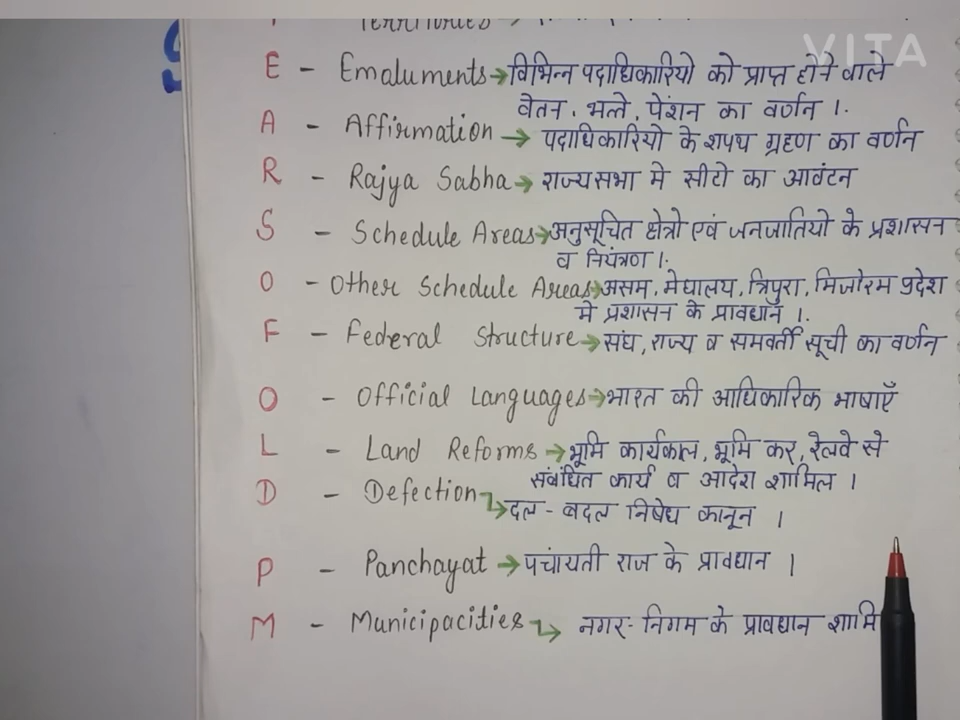 Territories →
VITA
E - Emaluments → विभिन्न पदाधिकारियो को प्राप्त होने वाले
वेतन, भत्ते, पेंशन का वर्णन ।.
A - Affirmation → पदाधिकारियो के शपथ ग्रहण का वर्णन
R - Rajya Sabha → राज्यसभा मे सीटो का आवंटन
S - Schedule Areas → अनुसूचित क्षेत्रो एवं जनजातियो के प्रशासन
व नियंत्रण ।.
O - Other Schedule Areas → असम, मेघालय, त्रिपुरा, मिजोरम प्रदेश
मे प्रशासन के प्रावधान ।.
F - Federal Structure → संघ, राज्य व समवर्ती सूची का वर्णन
O - Official Languages → भारत की आधिकारिक भाषाएँ
L - Land Reforms → भूमि कार्यकाल, भूमि कर, रेलवे से
संबंधित कार्य व आदेश शामिल ।
D - Defection → दल - बदल निषेध कानून ।
P - Panchayat → पचांयती राज के प्रावधान ।
M - Municipacities → नगर- निगम के प्रावधान शामि